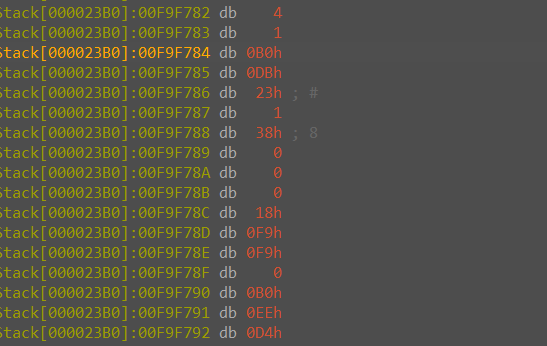 Stack[000023B0]:00F9F782 db    4
Stack[000023B0]:00F9F783 db    1
Stack[000023B0]:00F9F784 db 0B0h
Stack[000023B0]:00F9F785 db 0DBh
Stack[000023B0]:00F9F786 db  23h ; #
Stack[000023B0]:00F9F787 db    1
Stack[000023B0]:00F9F788 db  38h ; 8
Stack[000023B0]:00F9F789 db    0
Stack[000023B0]:00F9F78A db    0
Stack[000023B0]:00F9F78B db    0
Stack[000023B0]:00F9F78C db  18h
Stack[000023B0]:00F9F78D db 0F9h
Stack[000023B0]:00F9F78E db 0F9h
Stack[000023B0]:00F9F78F db    0
Stack[000023B0]:00F9F790 db 0B0h
Stack[000023B0]:00F9F791 db 0EEh
Stack[000023B0]:00F9F792 db 0D4h